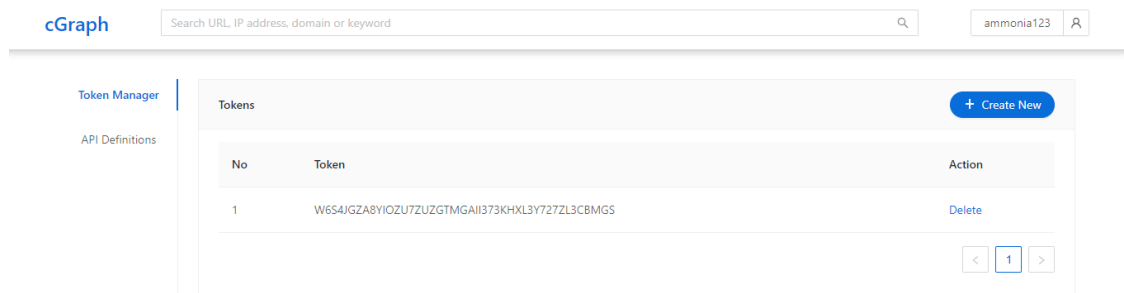 cGraph
Search URL, IP address, domain or keyword
ammonia123
Token Manager
API Definitions
Tokens
+ Create New
No Token Action
1 W6S4JGZA8YIOZU7ZUZGTMGAII373KHXL3Y727ZL3CBMGS Delete
< 1 >